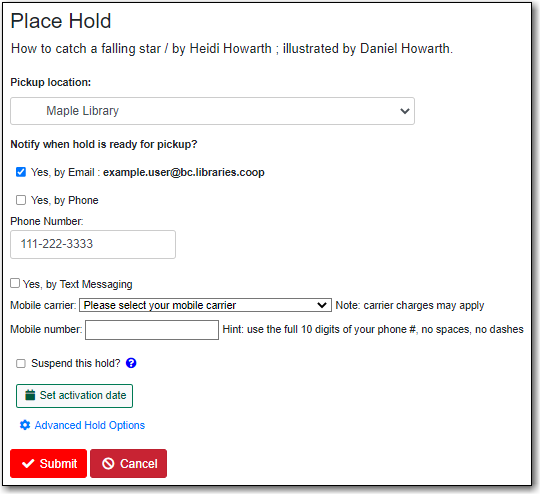 Place Hold
How to catch a falling star / by Heidi Howarth ; illustrated by Daniel Howarth.
Pickup location:
Maple Library
Notify when hold is ready for pickup?
Yes, by Email : example.user@bc.libraries.coop
Yes, by Phone
Phone Number:
111-222-3333
Yes, by Text Messaging
Mobile carrier: Please select your mobile carrier Note: carrier charges may apply
Mobile number: Hint: use the full 10 digits of your phone #, no spaces, no dashes
Suspend this hold? ?
Set activation date
Advanced Hold Options
Submit Cancel